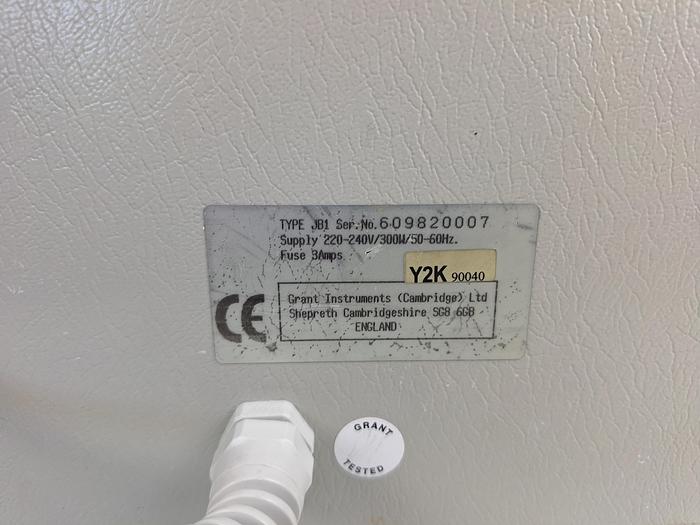 TYPE JB1 Ser.No.609820007
Supply 220-240V/300W/50-60Hz.
Fuse 3Amps
Y2K 90040
CE
Grant Instruments (Cambridge) Ltd
Shepreth Cambridgeshire SG8 6GB
ENGLAND
GRANT
TESTED